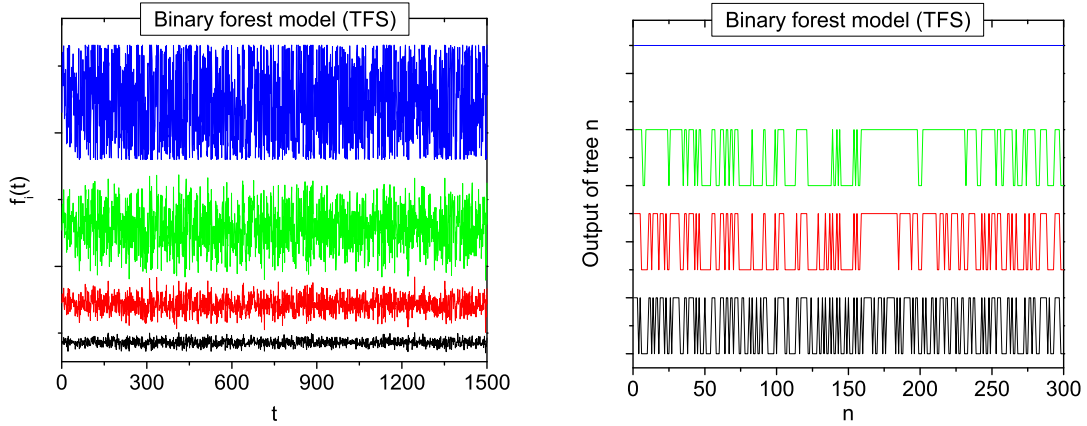 Binary forest model (TFS)
fi(t)
0 300 600 900 1200 1500
t
Binary forest model (TFS)
Output of tree n
0 50 100 150 200 250 300
n